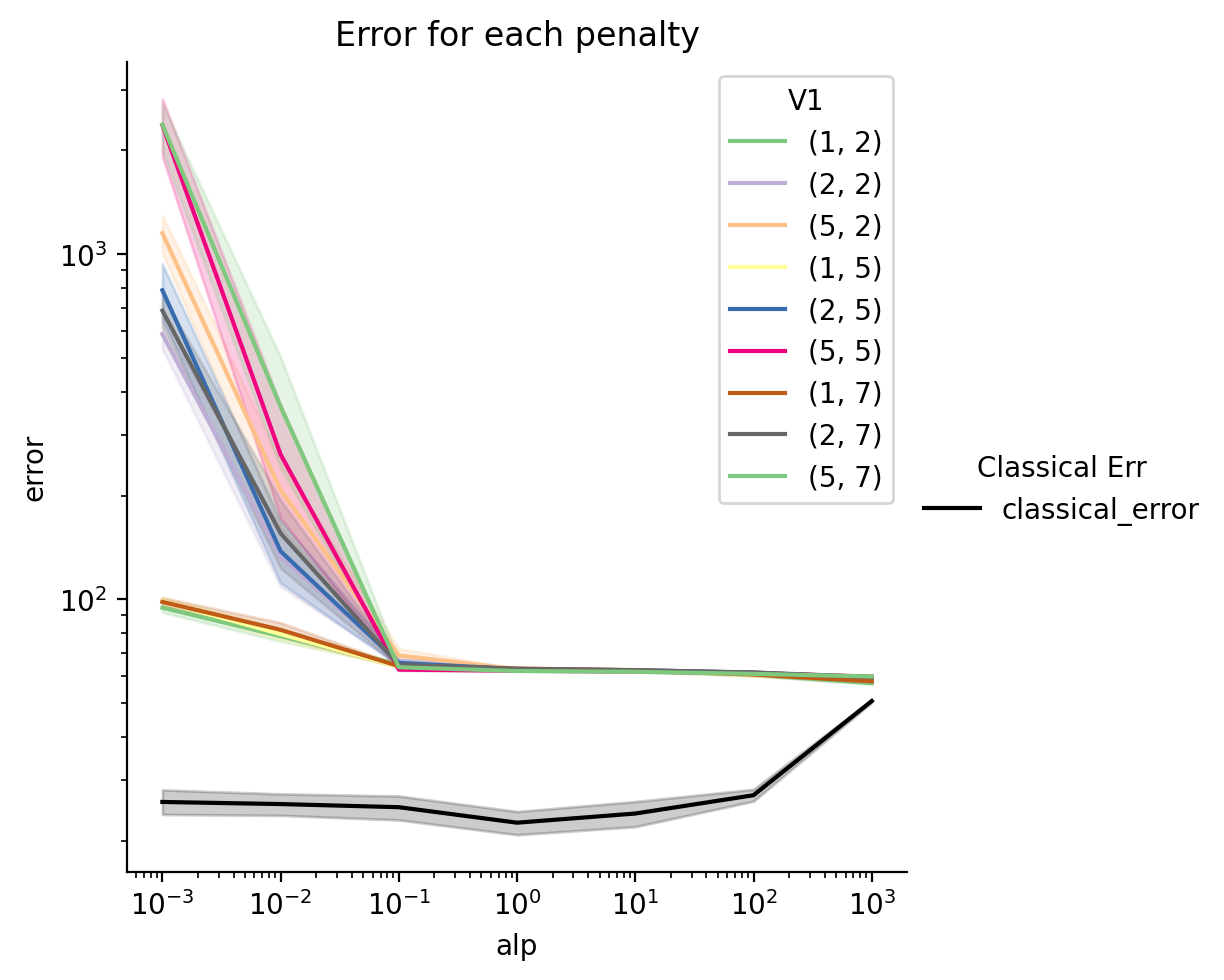 Error for each penalty
V1
(1, 2)
(2, 2)
(5, 2)
(1, 5)
(2, 5)
(5, 5)
(1, 7)
(2, 7)
(5, 7)
Classical Err
classical_error
error
10³
10²
10⁻³ 10⁻² 10⁻¹ 10⁰ 10¹ 10² 10³
alp